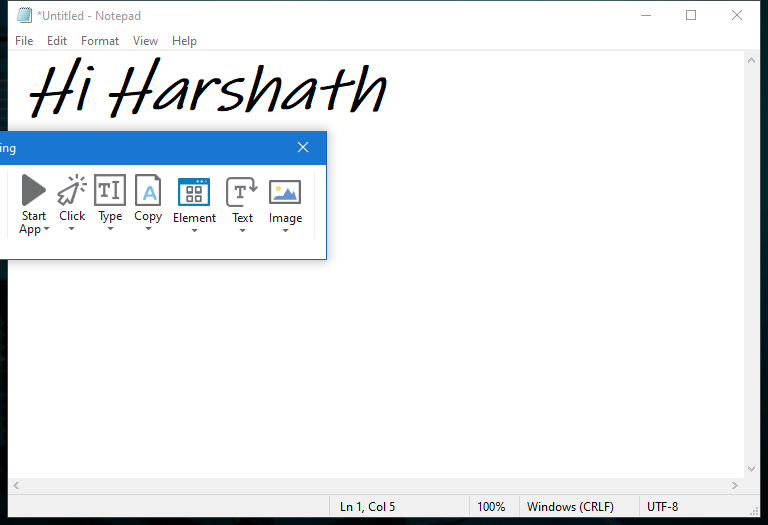 *Untitled - Notepad
File Edit Format View Help
Hi Harshath
ing
Start App Click Type Copy Element Text Image
Ln 1, Col 5 100% Windows (CRLF) UTF-8